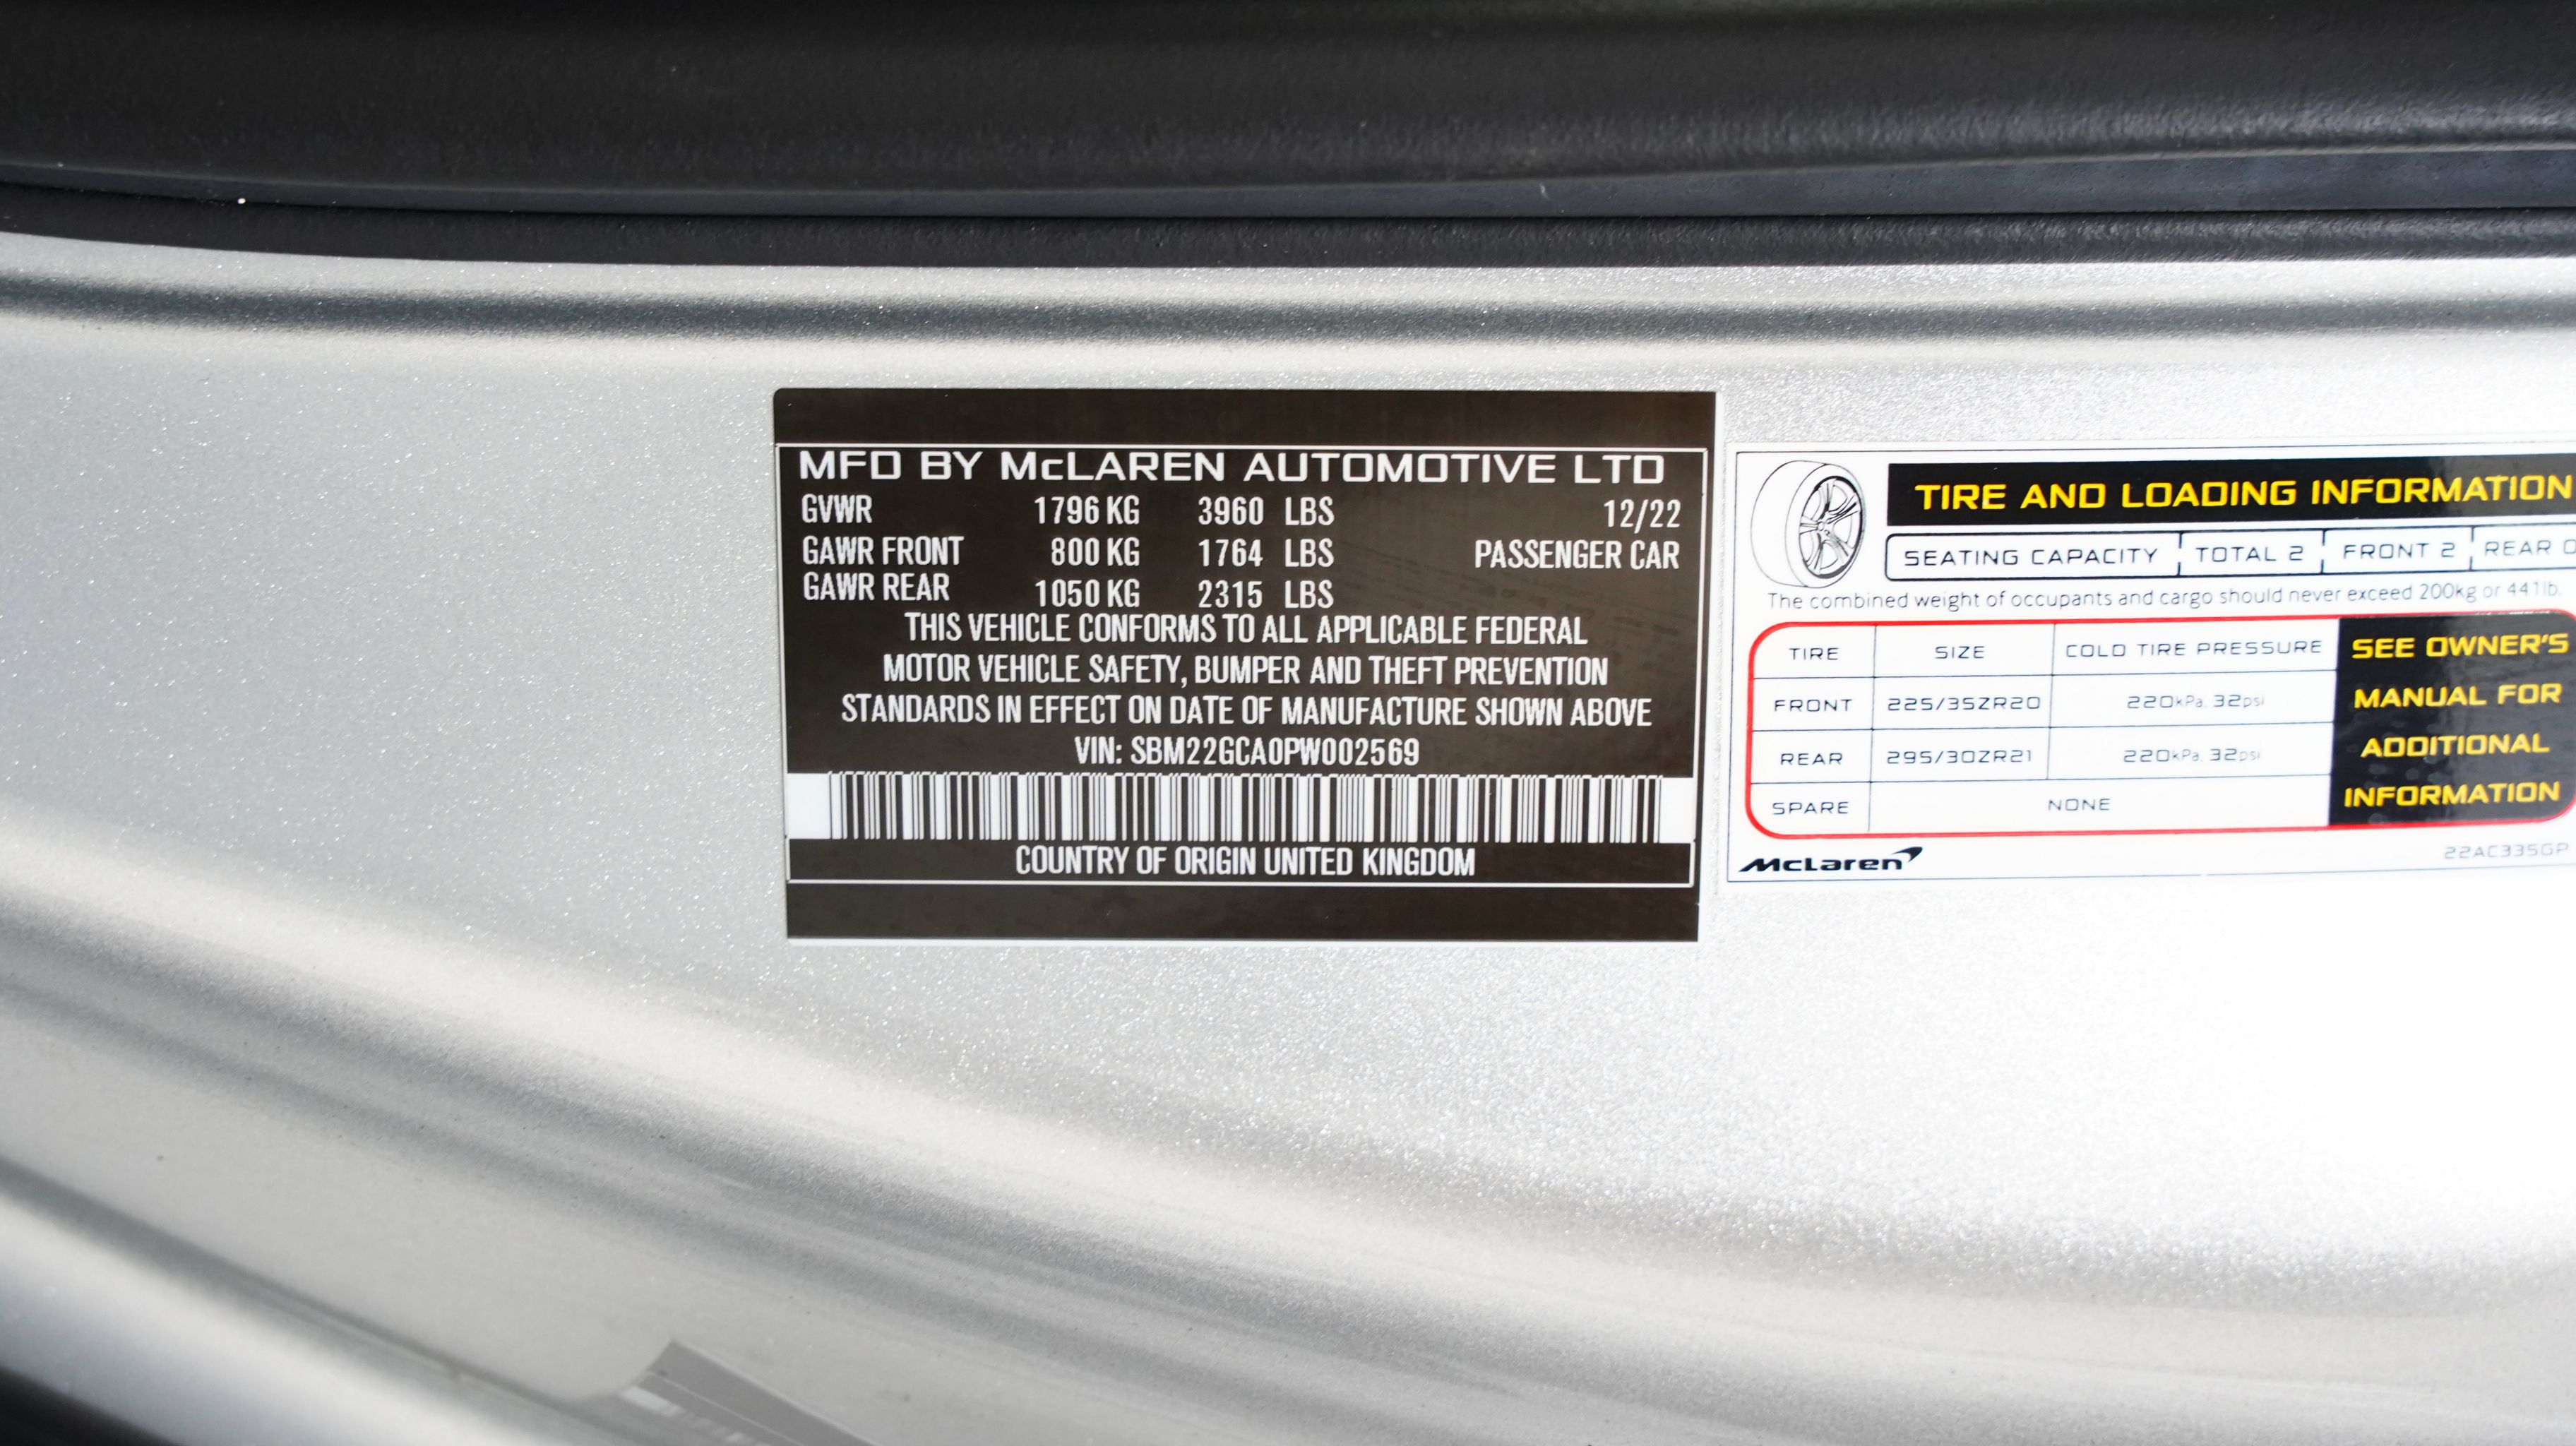 MFD BY McLAREN AUTOMOTIVE LTD
GVWR 1796 KG 3960 LBS 12/22
GAWR FRONT 800 KG 1764 LBS PASSENGER CAR
GAWR REAR 1050 KG 2315 LBS
THIS VEHICLE CONFORMS TO ALL APPLICABLE FEDERAL
MOTOR VEHICLE SAFETY, BUMPER AND THEFT PREVENTION
STANDARDS IN EFFECT ON DATE OF MANUFACTURE SHOWN ABOVE
VIN: SBM22GCA0PW002569
COUNTRY OF ORIGIN UNITED KINGDOM
TIRE AND LOADING INFORMATION
SEATING CAPACITY TOTAL 2 FRONT 2 REAR 0
The combined weight of occupants and cargo should never exceed 200kg or 441lb.
TIRE SIZE COLD TIRE PRESSURE
FRONT 225/35ZR20 220kPa, 32psi
REAR 295/30ZR21 220kPa, 32psi
SPARE NONE
SEE OWNER'S
MANUAL FOR
ADDITIONAL
INFORMATION
McLaren
22AC335GP